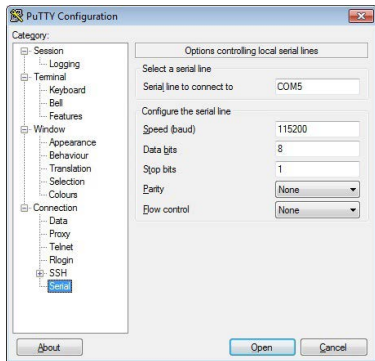 PuTTY Configuration
Category:
Session
Logging
Terminal
Keyboard
Bell
Features
Window
Appearance
Behaviour
Translation
Selection
Colours
Connection
Data
Proxy
Telnet
Rlogin
SSH
Serial
Options controlling local serial lines
Select a serial line
Serial line to connect to COM5
Configure the serial line
Speed (baud) 115200
Data bits 8
Stop bits 1
Parity None
Flow control None
About Open Cancel